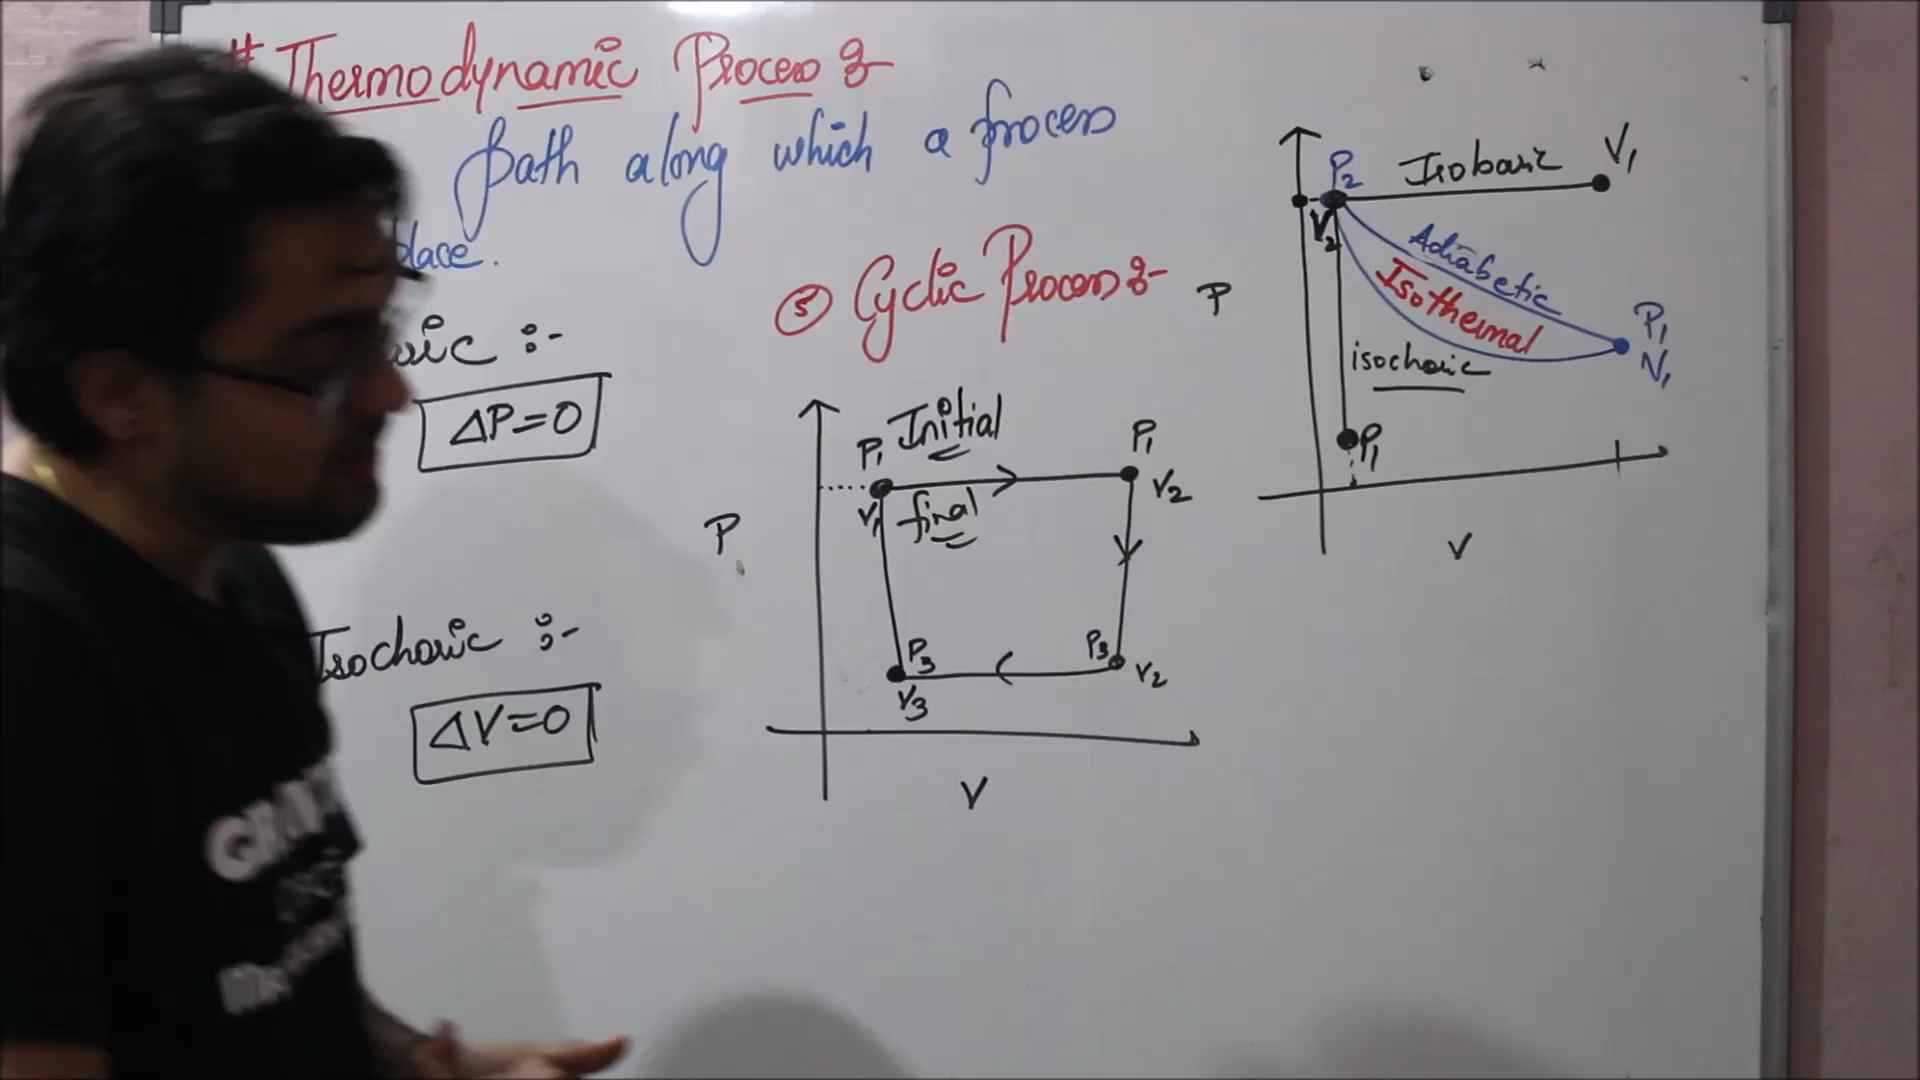 # Thermodynamic Process :-
path along which a process
place.
ΔP=0
Isochoric :-
ΔV=0
⑤ Cyclic Process :-
P
P₁ Initial
V₁ final
P₁
V₂
P₃
V₂
P₃
V₃
V
P
P₂
V₂
Isobaric
V₁
Adiabetic
Isothermal
isochoric
P₁
V₁
P₁
V